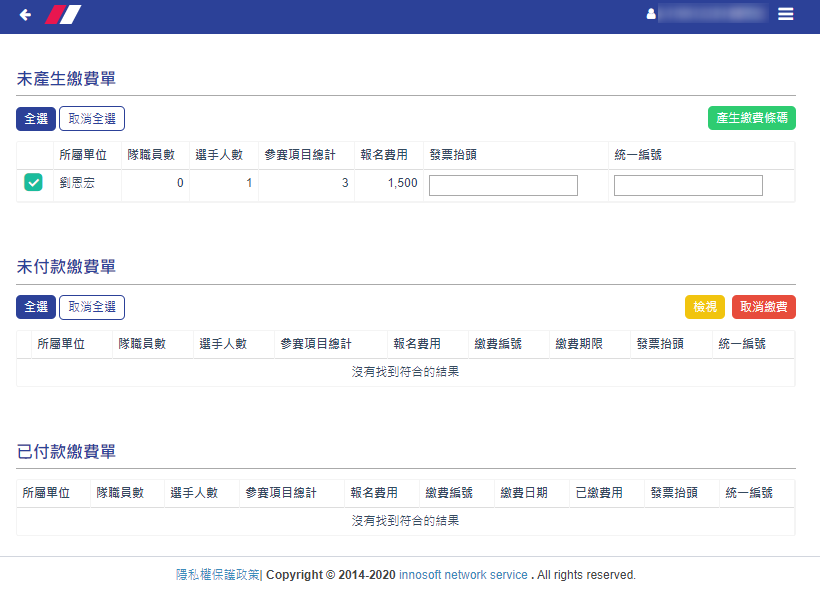 未產生繳費單
全選 取消全選 產生繳費條碼
所屬單位 隊職員數 選手人數 參賽項目總計 報名費用 發票抬頭 統一編號
劉恩宏 0 1 3 1,500
未付款繳費單
全選 取消全選 檢視 取消繳費
所屬單位 隊職員數 選手人數 參賽項目總計 報名費用 繳費編號 繳費期限 發票抬頭 統一編號
沒有找到符合的結果
已付款繳費單
所屬單位 隊職員數 選手人數 參賽項目總計 報名費用 繳費編號 繳費日期 已繳費用 發票抬頭 統一編號
沒有找到符合的結果
隱私權保護政策| Copyright © 2014-2020 innosoft network service . All rights reserved.